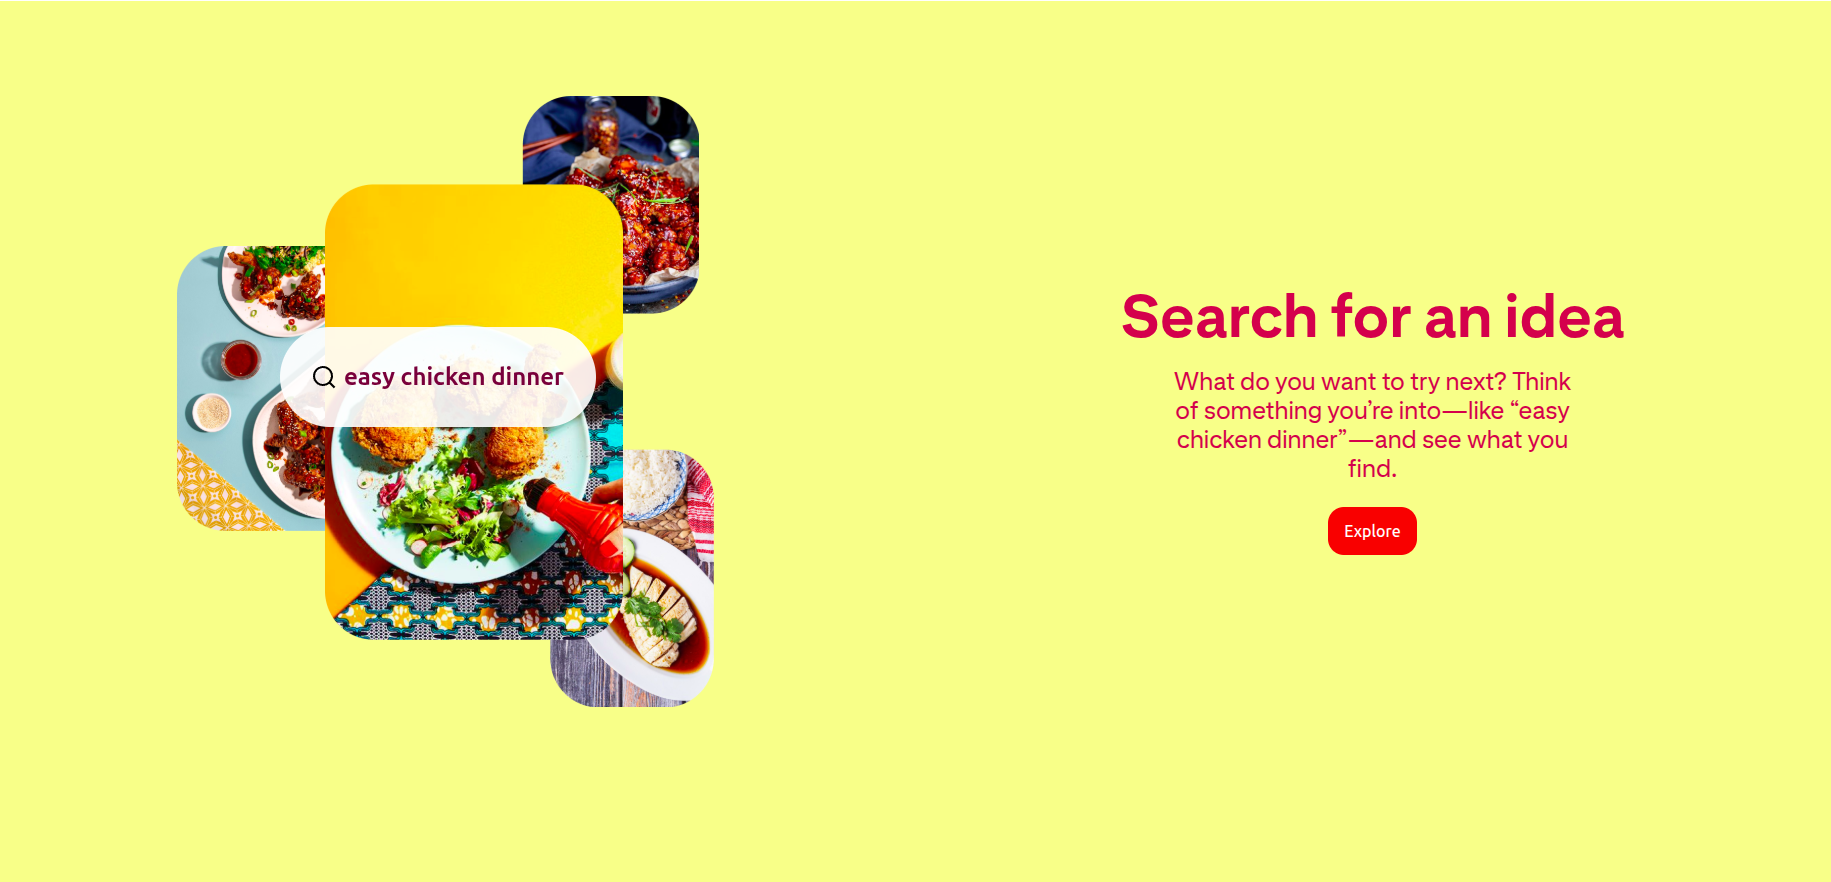 easy chicken dinner
Search for an idea
What do you want to try next? Think
of something you’re into—like “easy
chicken dinner”—and see what you
find.
Explore